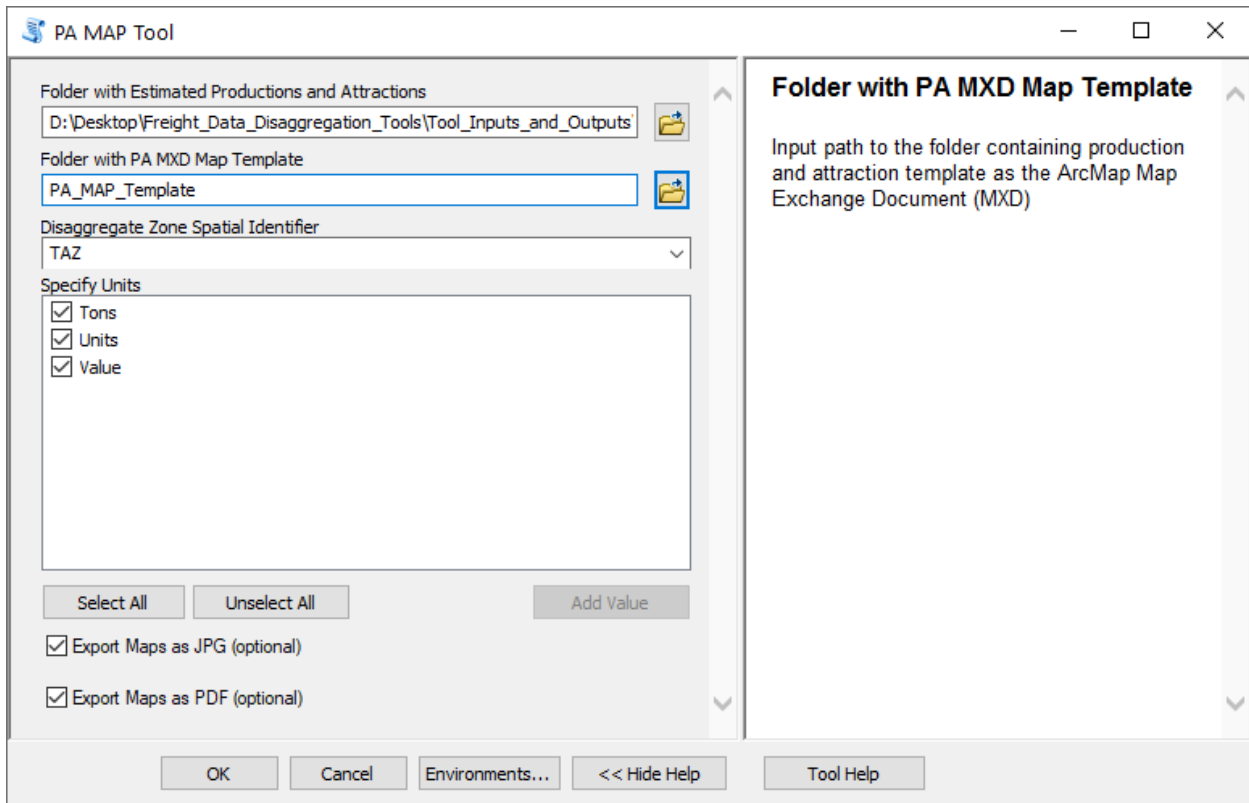 PA MAP Tool
Folder with Estimated Productions and Attractions
D:\Desktop\Freight_Data_Disaggregation_Tools\Tool_Inputs_and_Outputs\
Folder with PA MXD Map Template
PA_MAP_Template
Disaggregate Zone Spatial Identifier
TAZ
Specify Units
Tons
Units
Value
Select All
Unselect All
Add Value
Export Maps as JPG (optional)
Export Maps as PDF (optional)
Folder with PA MXD Map Template
Input path to the folder containing production
and attraction template as the ArcMap Map
Exchange Document (MXD)
OK
Cancel
Environments...
<< Hide Help
Tool Help